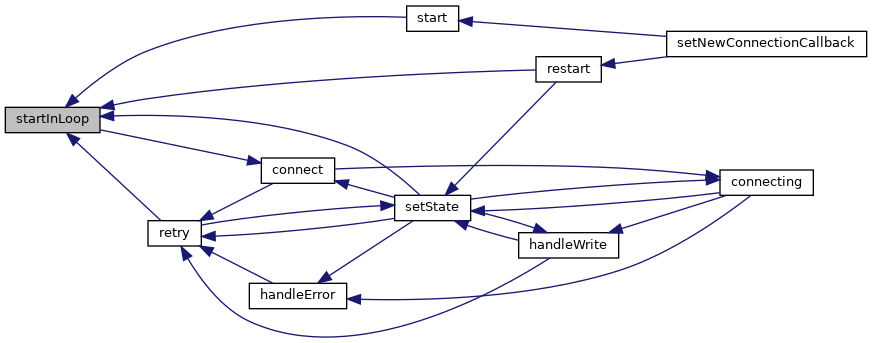 start
setNewConnectionCallback
restart
startInLoop
connect
connecting
setState
retry
handleWrite
handleError